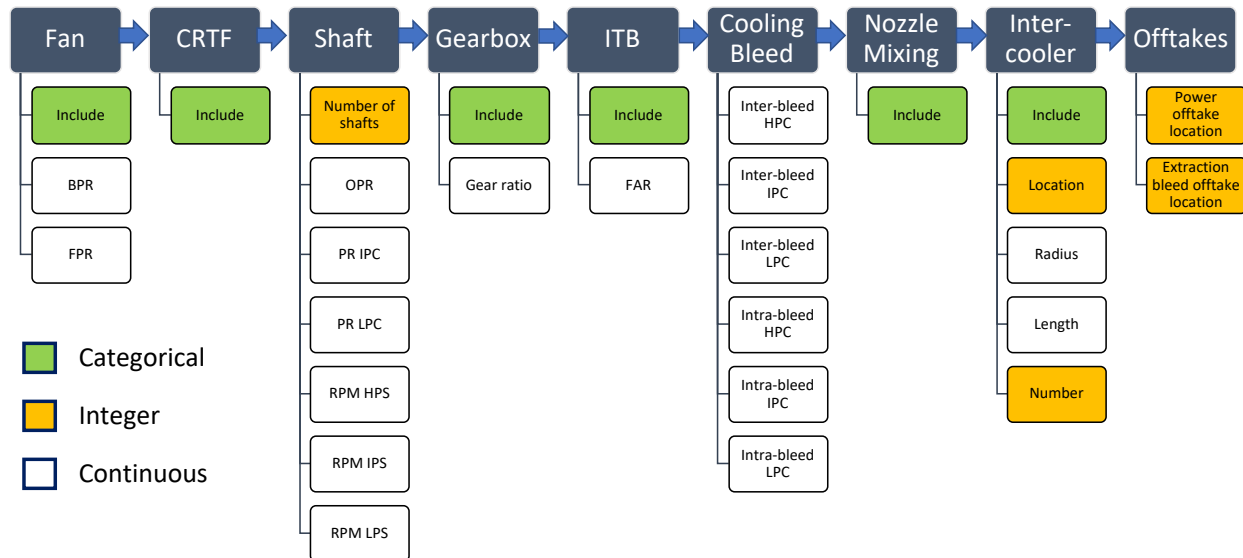 Fan
CRTF
Shaft
Gearbox
ITB
Cooling
Bleed
Nozzle
Mixing
Inter-
cooler
Offtakes
Include
BPR
FPR
Include
Number of
shafts
OPR
PR IPC
PR LPC
RPM HPS
RPM IPS
RPM LPS
Include
Gear ratio
Include
FAR
Inter-bleed
HPC
Inter-bleed
IPC
Inter-bleed
LPC
Intra-bleed
HPC
Intra-bleed
IPC
Intra-bleed
LPC
Include
Include
Location
Radius
Length
Number
Power
offtake
location
Extraction
bleed offtake
location
Categorical
Integer
Continuous